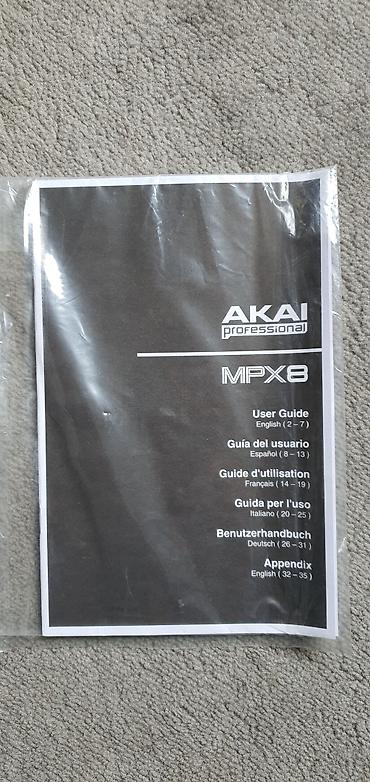 AKAI
professional
MPX8
User Guide
English ( 2 – 7 )
Guía del usuario
Español ( 8 – 13 )
Guide d'utilisation
Français ( 14 – 19 )
Guida per l'uso
Italiano ( 20 – 25 )
Benutzerhandbuch
Deutsch ( 26 – 31 )
Appendix
English ( 32 – 35 )